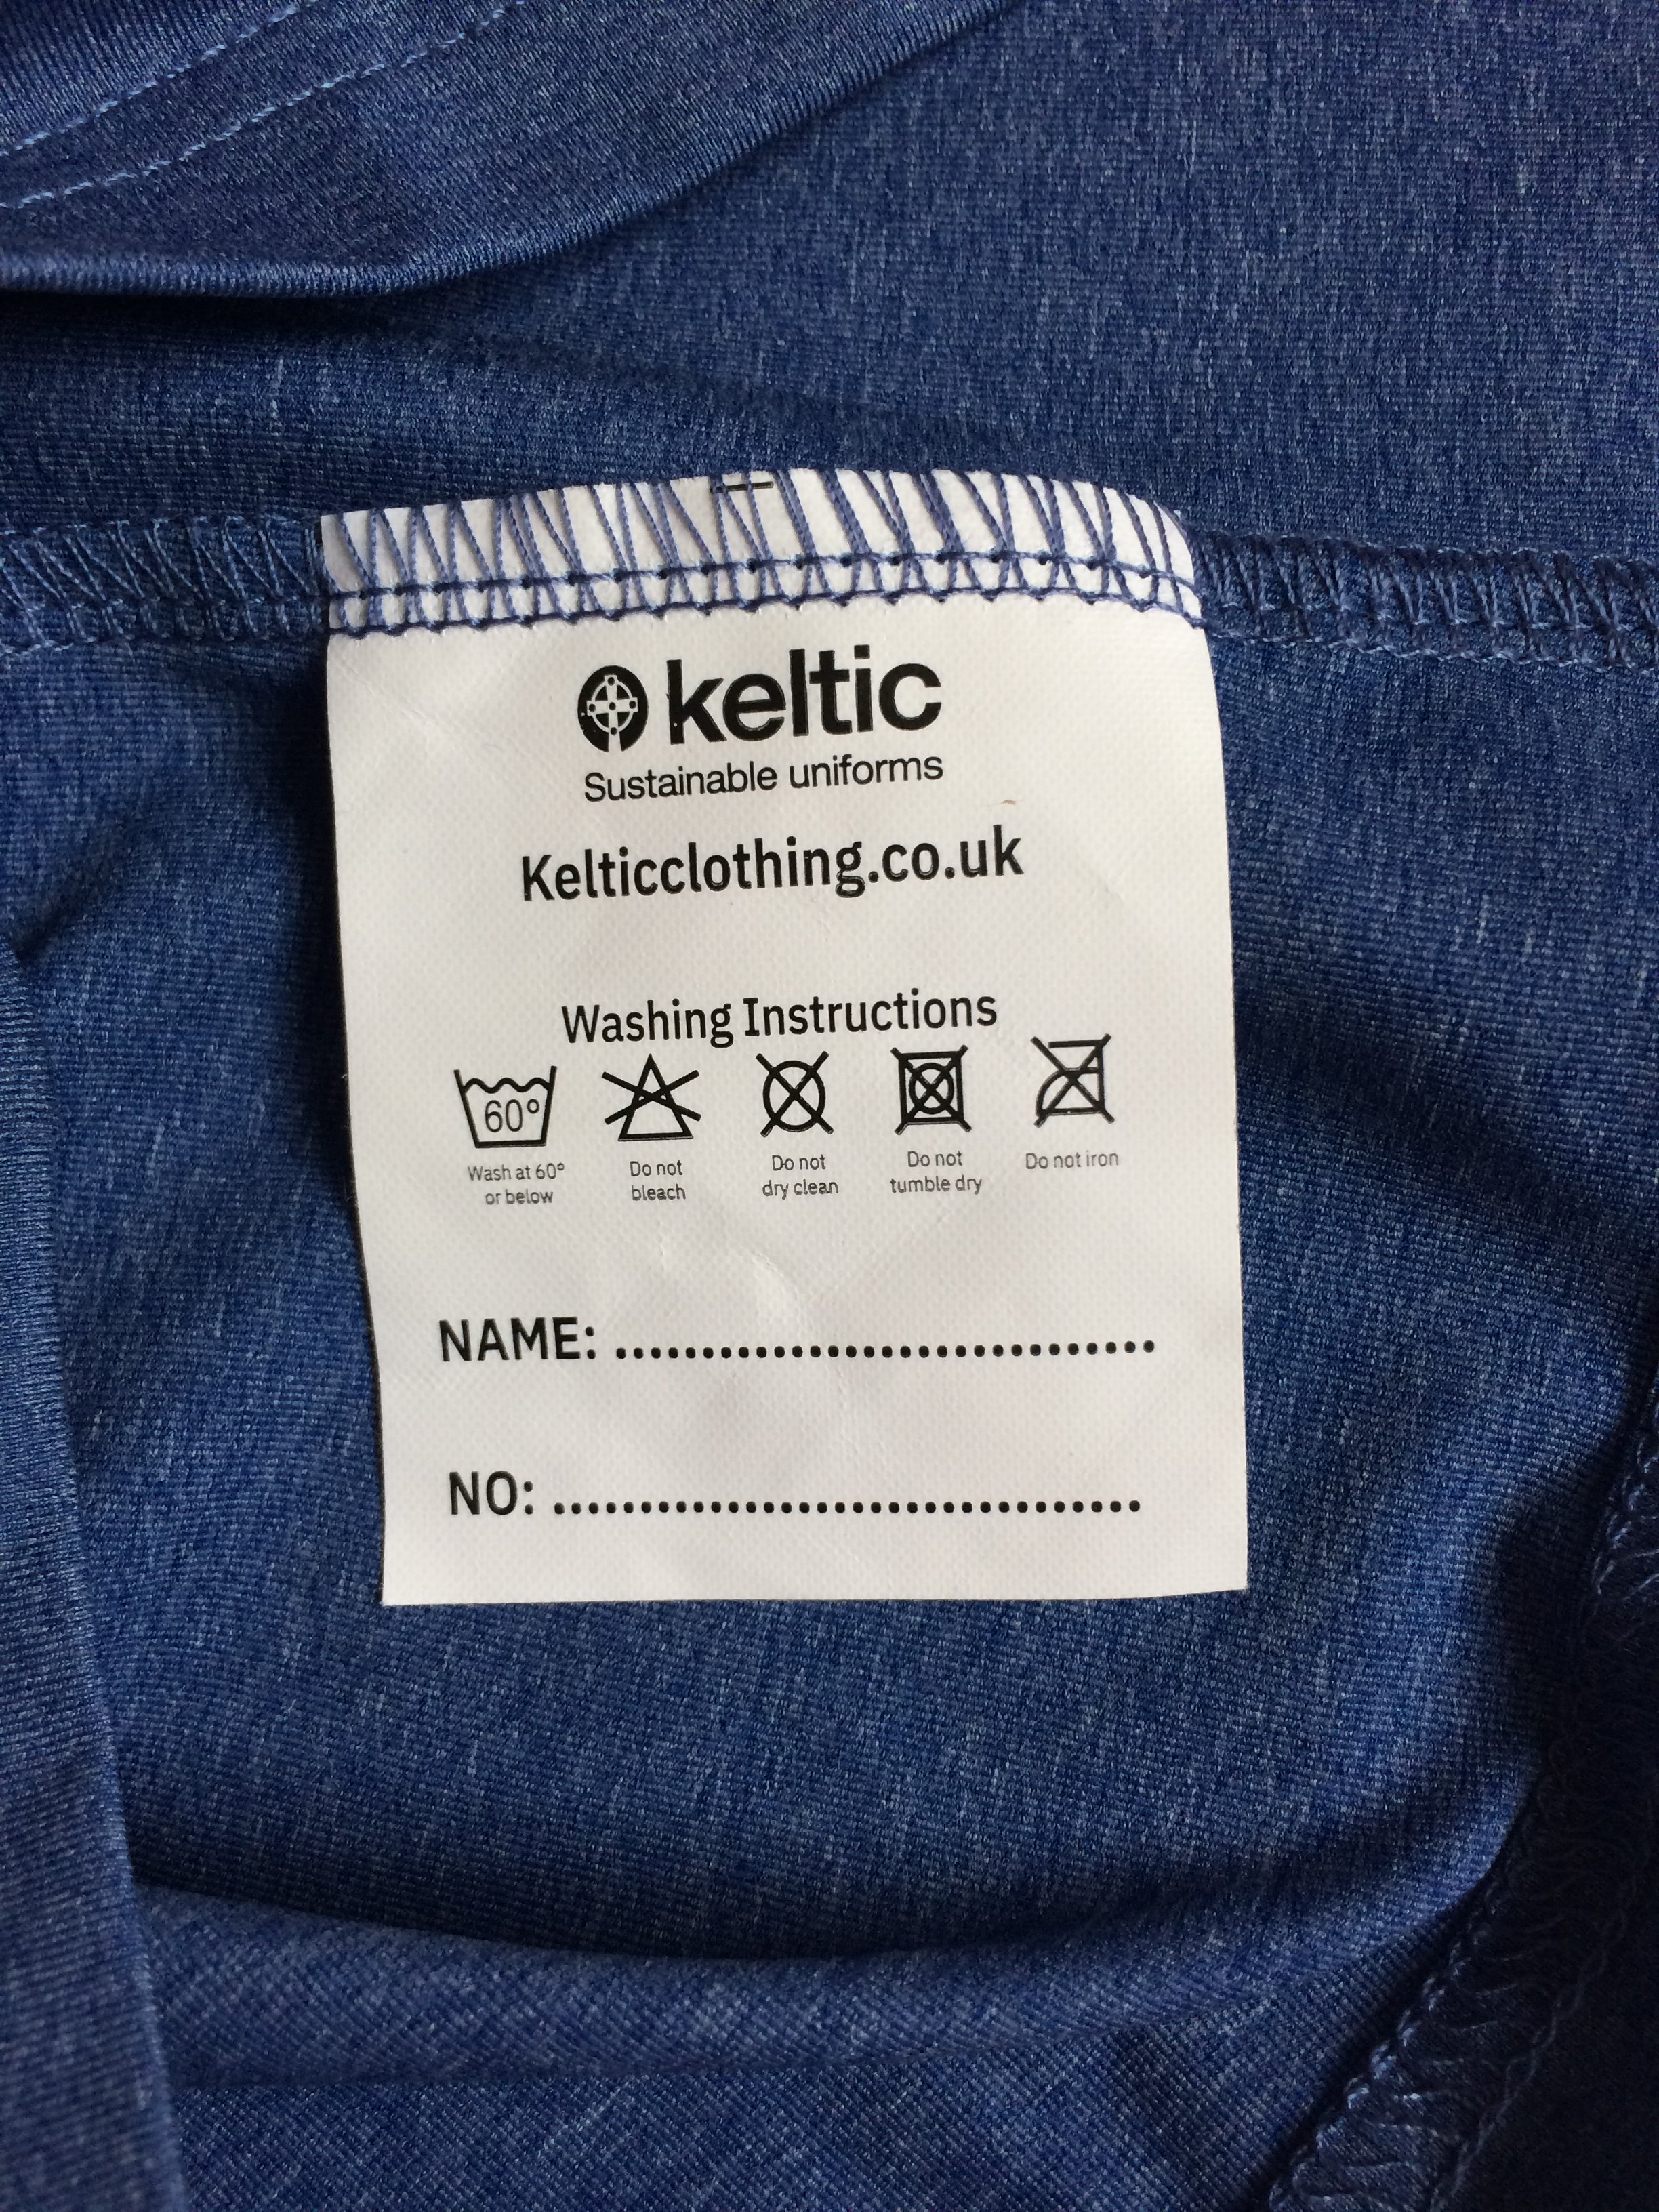 keltic
Sustainable uniforms
Kelticclothing.co.uk
Washing Instructions
60°
Wash at 60°
or below
Do not
bleach
Do not
dry clean
Do not
tumble dry
Do not iron
NAME: ................................
NO: ...................................